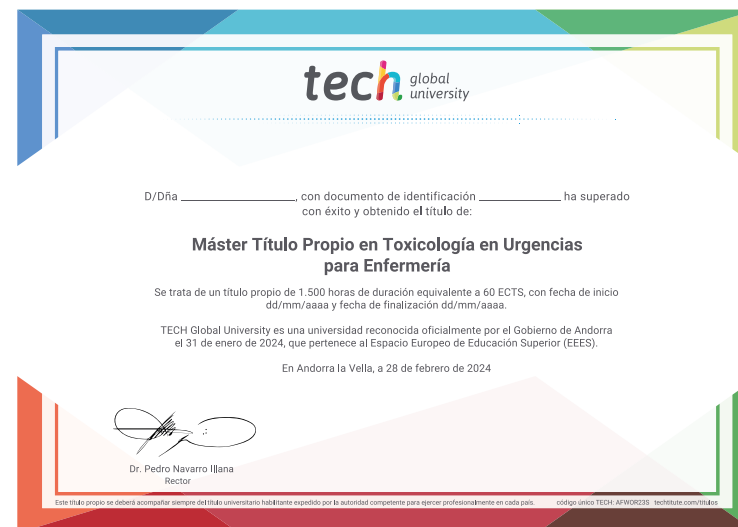 tech global university
D/Dña ____________________, con documento de identificación ______________ ha superado
con éxito y obtenido el título de:
Máster Título Propio en Toxicología en Urgencias
para Enfermería
Se trata de un título propio de 1.500 horas de duración equivalente a 60 ECTS, con fecha de inicio
dd/mm/aaaa y fecha de finalización dd/mm/aaaa.
TECH Global University es una universidad reconocida oficialmente por el Gobierno de Andorra
el 31 de enero de 2024, que pertenece al Espacio Europeo de Educación Superior (EEES).
En Andorra la Vella, a 28 de febrero de 2024
Dr. Pedro Navarro Illana
Rector
Este título propio se deberá acompañar siempre del título universitario habilitante expedido por la autoridad competente para ejercer profesionalmente en cada país. código único TECH: AFWOR23S techtitute.com/titulos